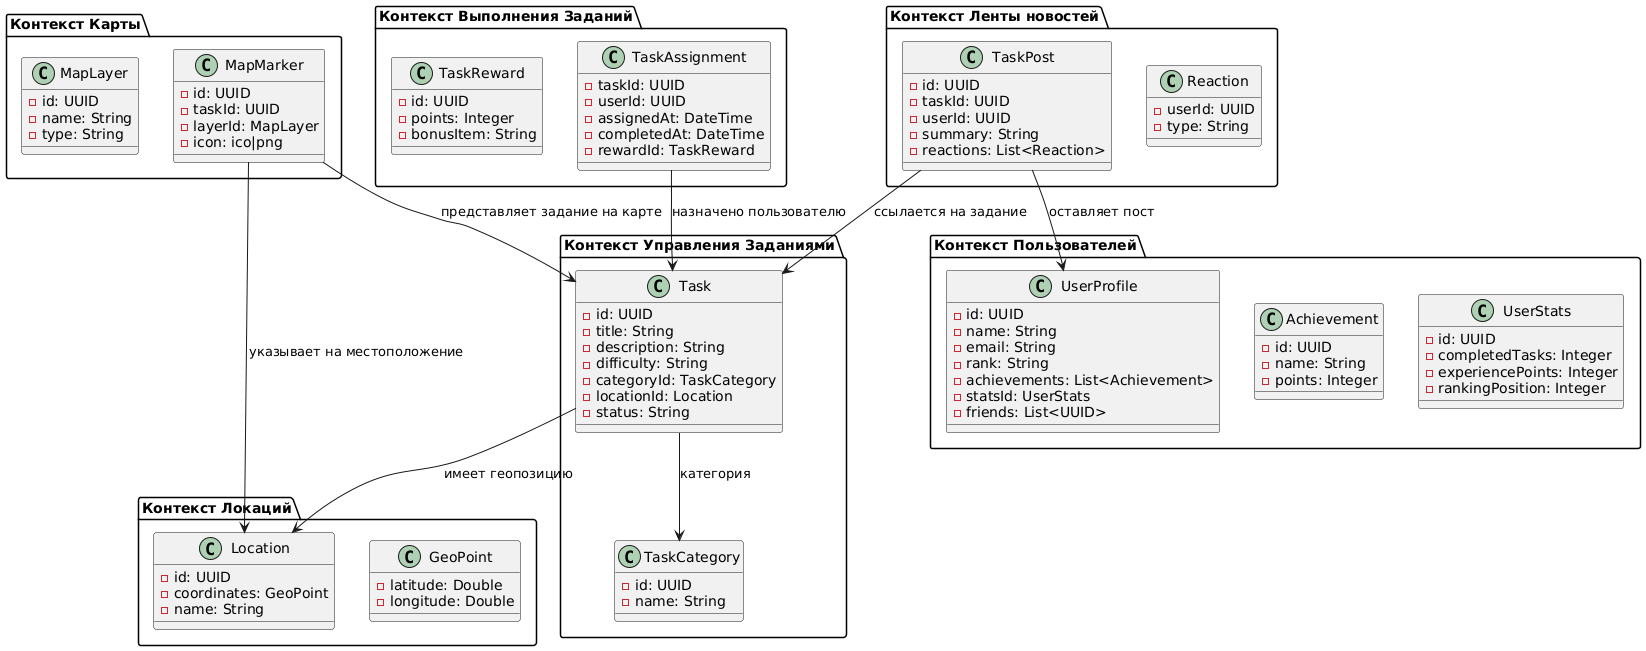 Контекст Карты
MapLayer
id: UUID
name: String
type: String
MapMarker
id: UUID
taskId: UUID
layerId: MapLayer
icon: ico|png
Контекст Выполнения Заданий
TaskReward
id: UUID
points: Integer
bonusItem: String
TaskAssignment
taskId: UUID
userId: UUID
assignedAt: DateTime
completedAt: DateTime
rewardId: TaskReward
Контекст Ленты новостей
TaskPost
id: UUID
taskId: UUID
userId: UUID
summary: String
reactions: List<Reaction>
Reaction
userId: UUID
type: String
представляет задание на карте
назначено пользователю
ссылается на задание
оставляет пост
Контекст Управления Заданиями
Task
id: UUID
title: String
description: String
difficulty: String
categoryId: TaskCategory
locationId: Location
status: String
Контекст Пользователей
UserProfile
id: UUID
name: String
email: String
rank: String
achievements: List<Achievement>
statsId: UserStats
friends: List<UUID>
Achievement
id: UUID
name: String
points: Integer
UserStats
id: UUID
completedTasks: Integer
experiencePoints: Integer
rankingPosition: Integer
указывает на местоположение
имеет геопозицию
категория
Контекст Локаций
Location
id: UUID
coordinates: GeoPoint
name: String
GeoPoint
latitude: Double
longitude: Double
TaskCategory
id: UUID
name: String